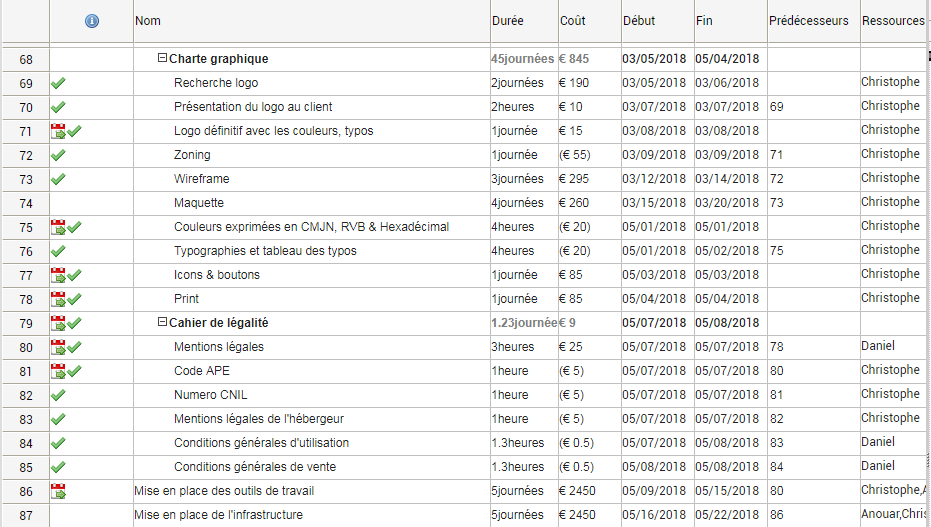 Nom Durée Coût Début Fin Prédécesseurs Ressources
68 Charte graphique 45journées € 845 03/05/2018 05/04/2018
69 Recherche logo 2journées € 190 03/05/2018 03/06/2018 Christophe
70 Présentation du logo au client 2heures € 10 03/07/2018 03/07/2018 69 Christophe
71 Logo définitif avec les couleurs, typos 1journée € 15 03/08/2018 03/08/2018 Christophe
72 Zoning 1journée (€ 55) 03/09/2018 03/09/2018 71 Christophe
73 Wireframe 3journées € 295 03/12/2018 03/14/2018 72 Christophe
74 Maquette 4journées € 260 03/15/2018 03/20/2018 73 Christophe
75 Couleurs exprimées en CMJN, RVB & Hexadécimal 4heures (€ 20) 05/01/2018 05/01/2018 Christophe
76 Typographies et tableau des typos 4heures (€ 20) 05/01/2018 05/02/2018 75 Christophe
77 Icons & boutons 1journée € 85 05/03/2018 05/03/2018 Christophe
78 Print 1journée € 85 05/04/2018 05/04/2018 Christophe
79 Cahier de légalité 1.23journée € 9 05/07/2018 05/08/2018
80 Mentions légales 3heures € 25 05/07/2018 05/07/2018 78 Daniel
81 Code APE 1heure (€ 5) 05/07/2018 05/07/2018 80 Christophe
82 Numero CNIL 1heure (€ 5) 05/07/2018 05/07/2018 81 Christophe
83 Mentions légales de l'hébergeur 1heure (€ 5) 05/07/2018 05/07/2018 82 Christophe
84 Conditions générales d'utilisation 1.3heures (€ 0.5) 05/07/2018 05/08/2018 83 Daniel
85 Conditions générales de vente 1.3heures (€ 0.5) 05/08/2018 05/08/2018 84 Daniel
86 Mise en place des outils de travail 5journées € 2450 05/09/2018 05/15/2018 80 Christophe,A
87 Mise en place de l'infrastructure 5journées € 2450 05/16/2018 05/22/2018 86 Anouar,Chris